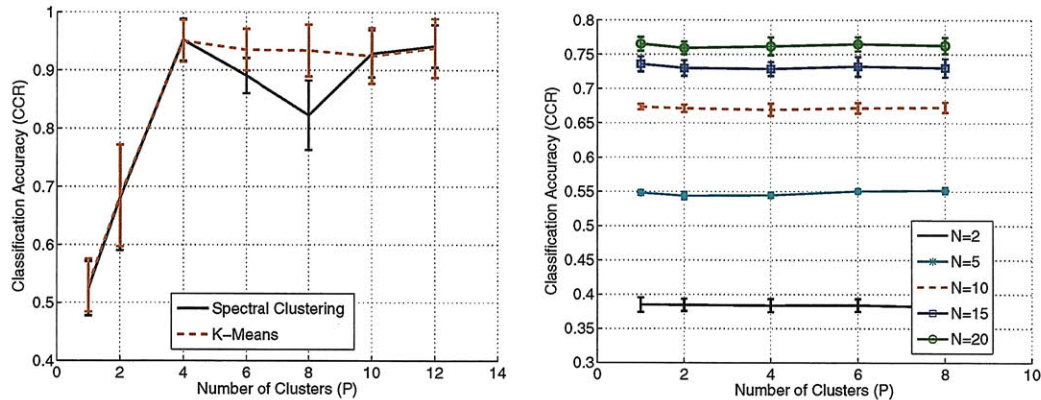 1
0.9
0.8
0.7
0.6
0.5
0.4
0 2 4 6 8 10 12 14
Classification Accuracy (CCR)
Number of Clusters (P)
Spectral Clustering
K-Means
0.85
0.8
0.75
0.7
0.65
0.6
0.55
0.5
0.45
0.4
0.35
0.3
0 2 4 6 8 10
Classification Accuracy (CCR)
Number of Clusters (P)
N=2
N=5
N=10
N=15
N=20